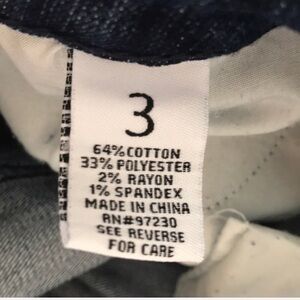 3
64%COTTON
33% POLYESTER
2% RAYON
1% SPANDEX
MADE IN CHINA
RN#97230
SEE REVERSE
FOR CARE